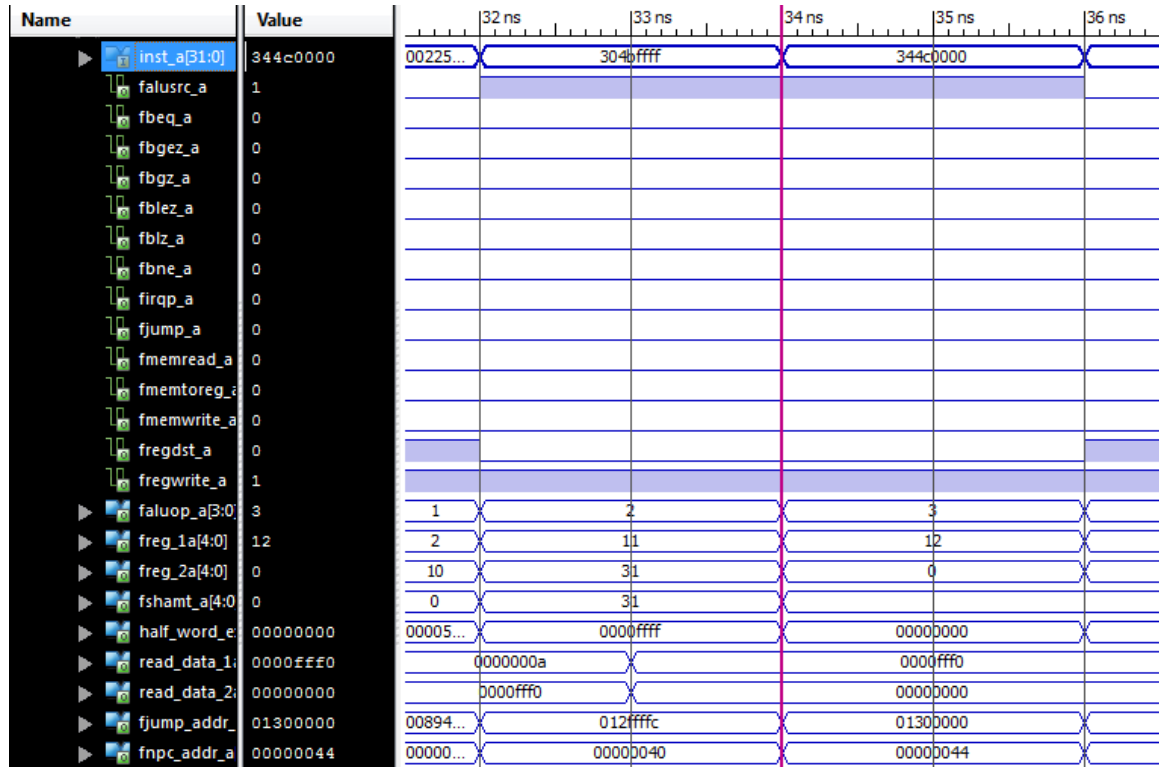 Name Value 32 ns 33 ns 34 ns 35 ns 36 ns
inst_a[31:0] 344c0000 00225... 304bffff 344c0000
falusrc_a 1
fbeq_a 0
fbgez_a 0
fbgz_a 0
fblez_a 0
fblz_a 0
fbne_a 0
firqp_a 0
fjump_a 0
fmemread_a 0
fmemtoreg_a 0
fmemwrite_a 0
fregdst_a 0
fregwrite_a 1
faluop_a[3:0] 3 1 2 3
freg_1a[4:0] 12 2 11 12
freg_2a[4:0] 0 10 31 0
fshamt_a[4:0 0 0 31
half_word_e 00000000 00005... 0000ffff 00000000
read_data_1 0000fff0 0000000a 0000fff0
read_data_2 00000000 0000fff0 00000000
fjump_addr_ 01300000 00894... 012ffffc 01300000
fnpc_addr_a 00000044 00000... 00000040 00000044